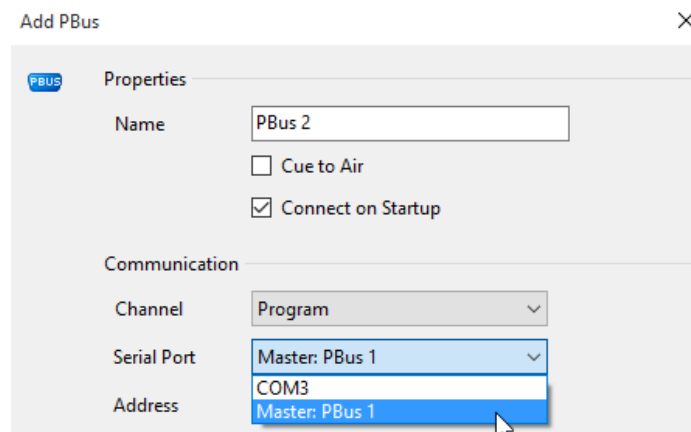 Add PBus
PBUS
Properties
Name PBus 2
Cue to Air
Connect on Startup
Communication
Channel Program
Serial Port Master: PBus 1
COM3
Address Master: PBus 1